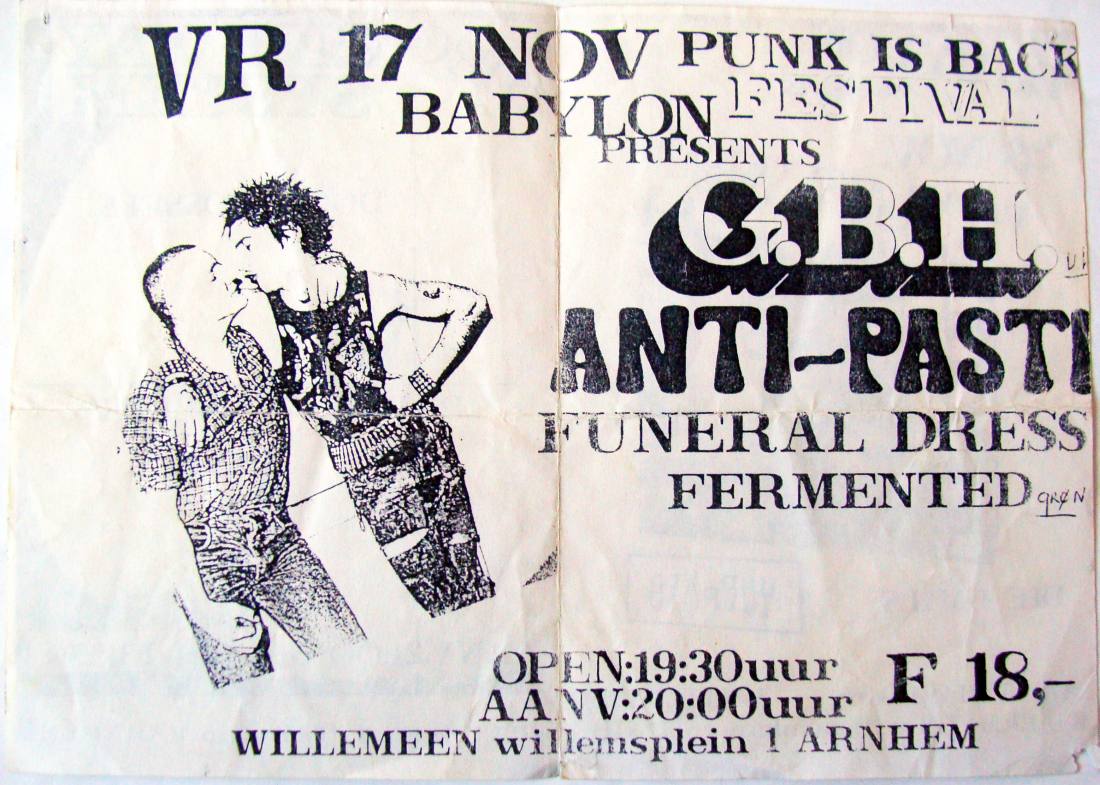 VR 17 NOV PUNK IS BACK
FESTIVAL
BABYLON
PRESENTS
G.B.H.
ANTI-PASTI
FUNERAL DRESS
FERMENTED
OPEN:19:30uur
AANV:20:00uur F 18,-
WILLEMEEN willemsplein 1 ARNHEM